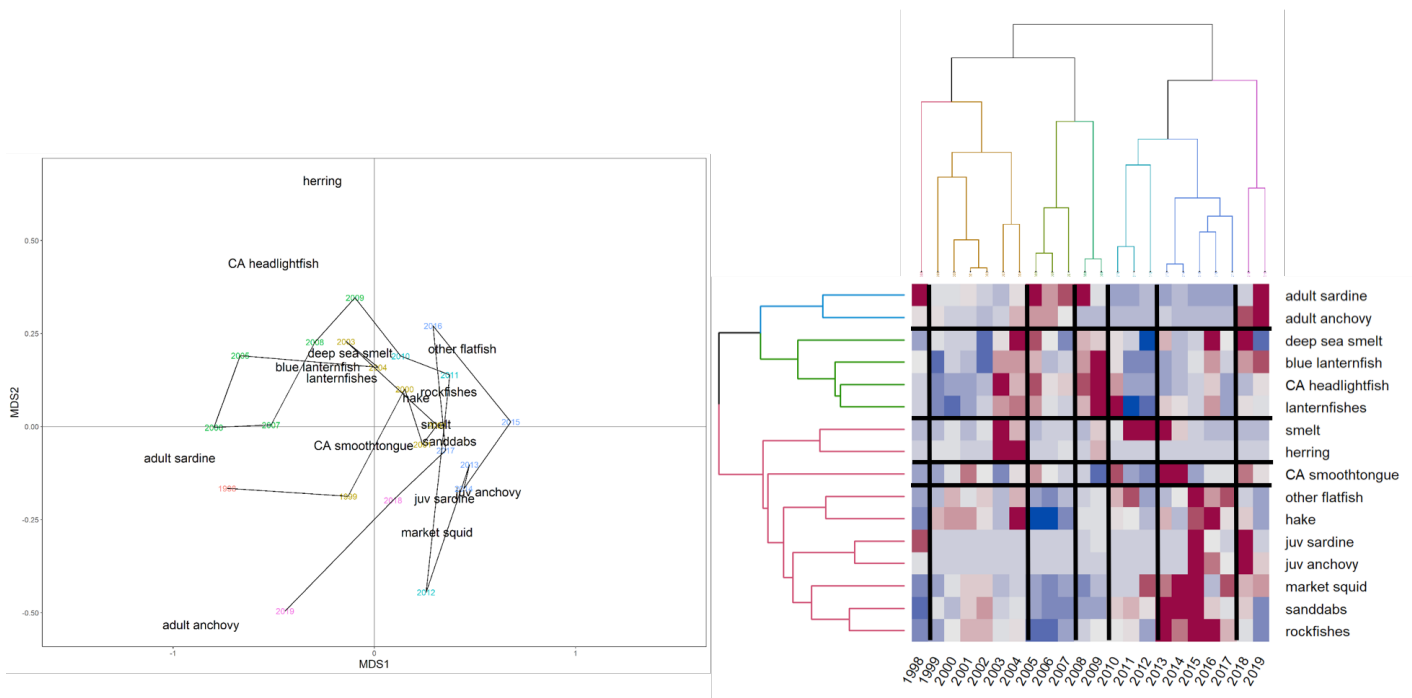 herring
0.50
CA headlightfish
2009
0.25
2016
2008
2003
other flatfish
deep sea smelt
2010
2005
blue lanternfish
2004
lanternfishes
2011
2000
rockfishes
hake
MDS2
0.00
2006
2007
smelt
2015
CA smoothtongue
sanddabs
2017
adult sardine
2013
1998
1999
2014
juv anchovy
2018
juv sardine
-0.25
market squid
2012
2019
-0.50
adult anchovy
-1
0
1
MDS1
adult sardine
adult anchovy
deep sea smelt
blue lanternfish
CA headlightfish
lanternfishes
smelt
herring
CA smoothtongue
other flatfish
hake
juv sardine
juv anchovy
market squid
sanddabs
rockfishes
1998
1999
2000
2001
2002
2003
2004
2005
2006
2007
2008
2009
2010
2011
2012
2013
2014
2015
2016
2017
2018
2019